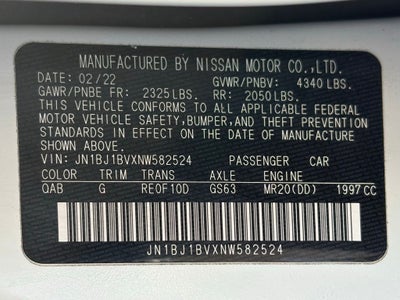 MANUFACTURED BY NISSAN MOTOR CO.,LTD.
DATE: 02/22 GVWR/PNBV: 4340 LBS.
GAWR/PNBE FR: 2325 LBS. RR: 2050 LBS.
THIS VEHICLE CONFORMS TO ALL APPLICABLE FEDERAL
MOTOR VEHICLE SAFETY,BUMPER,AND THEFT PREVENTION
STANDARDS IN EFFECT ON THE DATE OF MANUFACTURE
SHOWN ABOVE.
VIN: JN1BJ1BVXNW582524 PASSENGER CAR
COLOR TRIM TRANS AXLE ENGINE
QAB G REOF10D GS63 MR20(DD) 1997 CC
JN1BJ1BVXNW582524